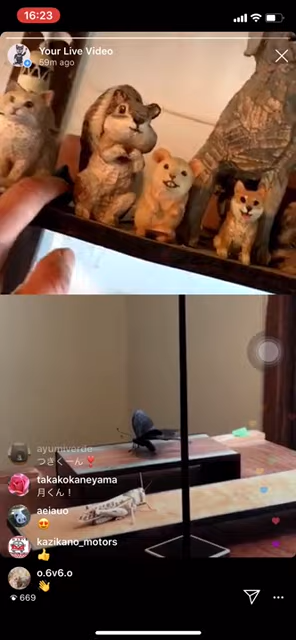 16:23
Your Live Video
59m ago
ayumiverde
つきくーん❣️
takakokaneyama
月くん！
aeiauo
😍
kazikano_motors
👍
o.6v6.o
👋
669